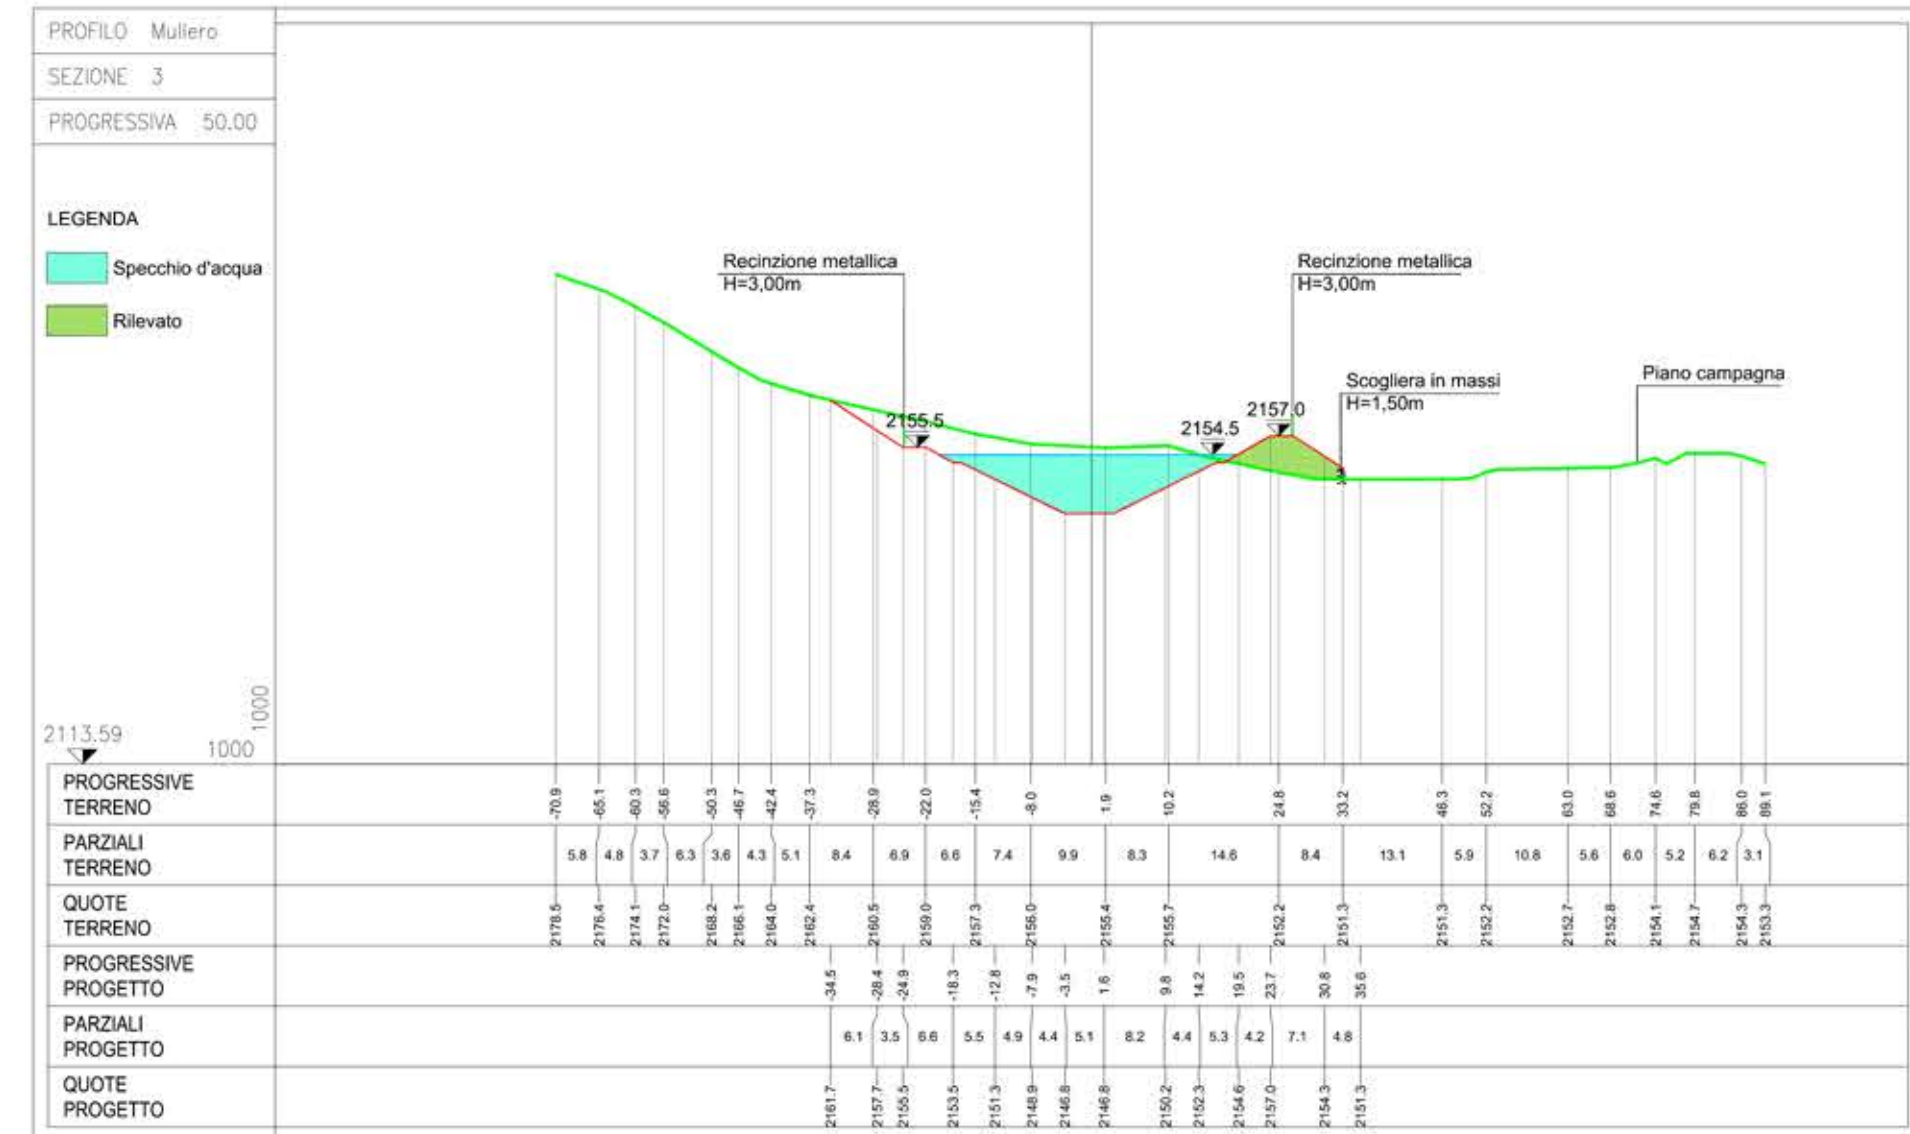 PROFILO Muliero
SEZIONE 3
PROGRESSIVA 50.00
LEGENDA
Specchio d'acqua
Rilevato
Recinzione metallica
H=3,00m
Recinzione metallica
H=3,00m
Scogliera in massi
H=1,50m
Piano campagna
2155.5
2154.5
2157.0
2113.59
1000
1000
PROGRESSIVE
TERRENO
-70.9 -65.1 -60.3 -56.6 -50.3 -46.7 -42.4 -37.3 -28.9 -22.0 -15.4 -8.0 1.9 10.2 24.8 33.2 46.3 52.2 63.0 68.6 74.6 79.8 86.0 89.1
PARZIALI
TERRENO
5.8 4.8 3.7 6.3 3.6 4.3 5.1 8.4 6.9 6.6 7.4 9.9 8.3 14.6 8.4 13.1 5.9 10.8 5.6 6.0 5.2 6.2 3.1
QUOTE
TERRENO
2178.5 2176.4 2174.1 2172.0 2168.2 2166.1 2164.0 2162.4 2160.5 2159.0 2157.3 2156.0 2155.4 2155.7 2152.2 2151.3 2151.3 2152.2 2152.7 2152.8 2154.1 2154.7 2154.3 2153.3
PROGRESSIVE
PROGETTO
-34.5 -28.4 -24.9 -18.3 -12.8 -7.9 -3.5 1.6 9.8 14.2 19.5 23.7 30.8 35.6
PARZIALI
PROGETTO
6.1 3.5 6.6 5.5 4.9 4.4 5.1 8.2 4.4 5.3 4.2 7.1 4.8
QUOTE
PROGETTO
2161.7 2157.7 2155.5 2153.5 2151.3 2148.9 2146.8 2146.8 2150.2 2152.3 2154.6 2157.0 2154.3 2151.3